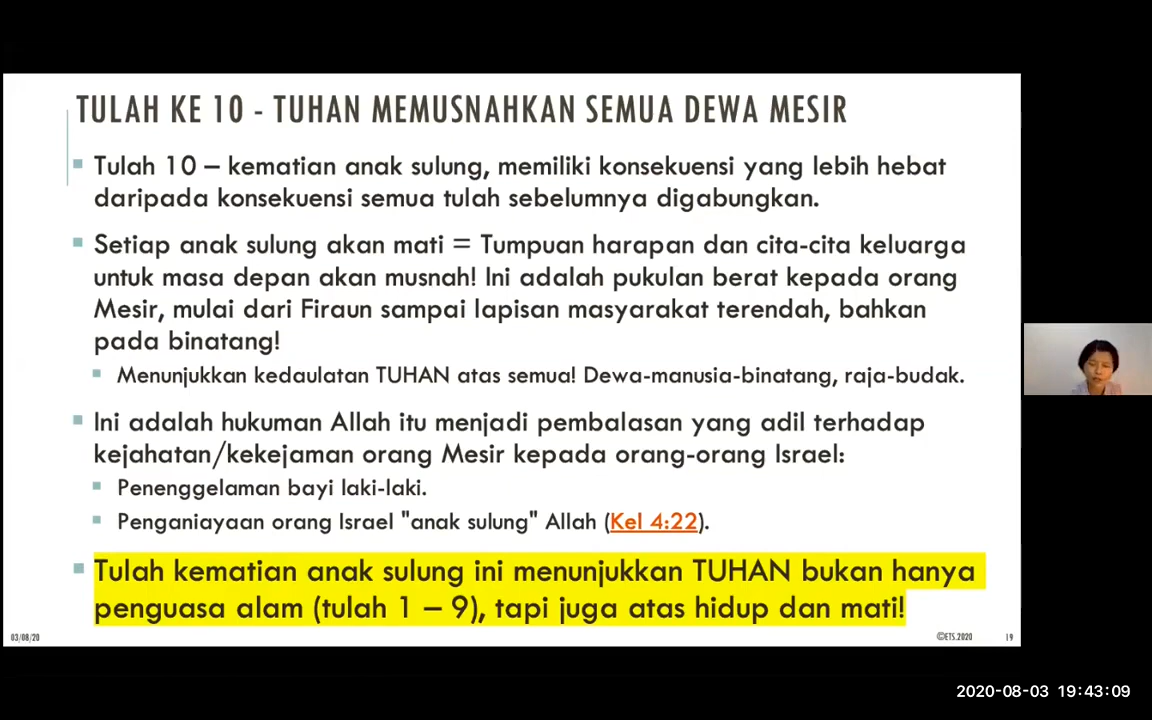 TULAH KE 10 - TUHAN MEMUSNAHKAN SEMUA DEWA MESIR
Tulah 10 – kematian anak sulung, memiliki konsekuensi yang lebih hebat
daripada konsekuensi semua tulah sebelumnya digabungkan.
Setiap anak sulung akan mati = Tumpuan harapan dan cita-cita keluarga
untuk masa depan akan musnah! Ini adalah pukulan berat kepada orang
Mesir, mulai dari Firaun sampai lapisan masyarakat terendah, bahkan
pada binatang!
Menunjukkan kedaulatan TUHAN atas semua! Dewa-manusia-binatang, raja-budak.
Ini adalah hukuman Allah itu menjadi pembalasan yang adil terhadap
kejahatan/kekejaman orang Mesir kepada orang-orang Israel:
Penenggelaman bayi laki-laki.
Penganiayaan orang Israel "anak sulung" Allah (Kel 4:22).
Tulah kematian anak sulung ini menunjukkan TUHAN bukan hanya
penguasa alam (tulah 1 – 9), tapi juga atas hidup dan mati!
03/08/20
©ETS.2020
19
2020-08-03 19:43:09